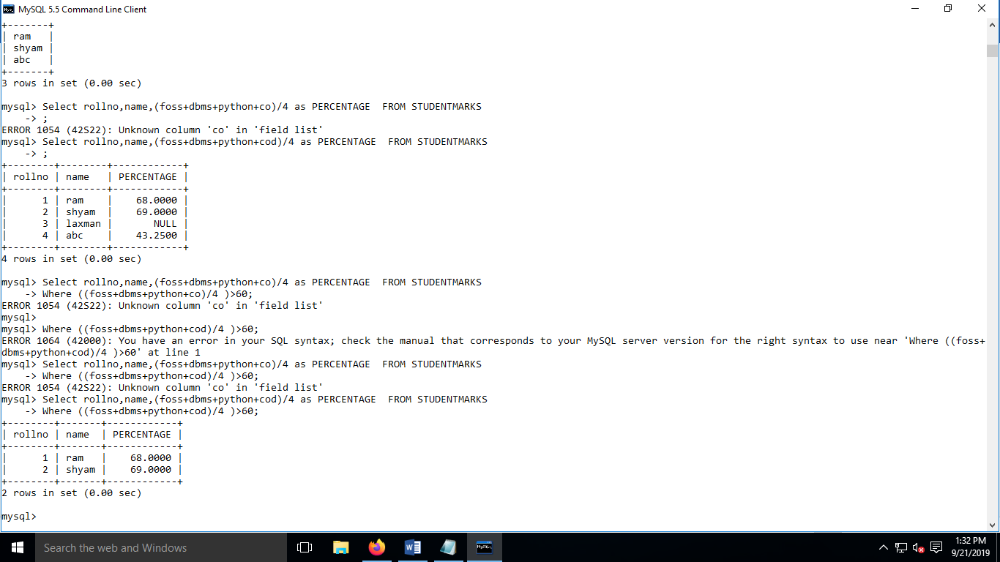 MySQL 5.5 Command Line Client
+-------+
| ram   |
| shyam |
| abc   |
+-------+
3 rows in set (0.00 sec)

mysql> Select rollno,name,(foss+dbms+python+co)/4 as PERCENTAGE  FROM STUDENTMARKS
    -> ;
ERROR 1054 (42S22): Unknown column 'co' in 'field list'
mysql> Select rollno,name,(foss+dbms+python+cod)/4 as PERCENTAGE  FROM STUDENTMARKS
    -> ;
+--------+--------+------------+
| rollno | name   | PERCENTAGE |
+--------+--------+------------+
|      1 | ram    |    68.0000 |
|      2 | shyam  |    69.0000 |
|      3 | laxman |       NULL |
|      4 | abc    |    43.2500 |
+--------+--------+------------+
4 rows in set (0.00 sec)

mysql> Select rollno,name,(foss+dbms+python+co)/4 as PERCENTAGE  FROM STUDENTMARKS
    -> Where ((foss+dbms+python+co)/4 )>60;
ERROR 1054 (42S22): Unknown column 'co' in 'field list'
mysql>
mysql> Where ((foss+dbms+python+cod)/4 )>60;
ERROR 1064 (42000): You have an error in your SQL syntax; check the manual that corresponds to your MySQL server version for the right syntax to use near 'Where ((foss+
dbms+python+cod)/4 )>60' at line 1
mysql> Select rollno,name,(foss+dbms+python+co)/4 as PERCENTAGE  FROM STUDENTMARKS
    -> Where ((foss+dbms+python+cod)/4 )>60;
ERROR 1054 (42S22): Unknown column 'co' in 'field list'
mysql> Select rollno,name,(foss+dbms+python+cod)/4 as PERCENTAGE  FROM STUDENTMARKS
    -> Where ((foss+dbms+python+cod)/4 )>60;
+--------+-------+------------+
| rollno | name  | PERCENTAGE |
+--------+-------+------------+
|      1 | ram   |    68.0000 |
|      2 | shyam |    69.0000 |
+--------+-------+------------+
2 rows in set (0.00 sec)

mysql>
Search the web and Windows
1:32 PM
9/21/2019